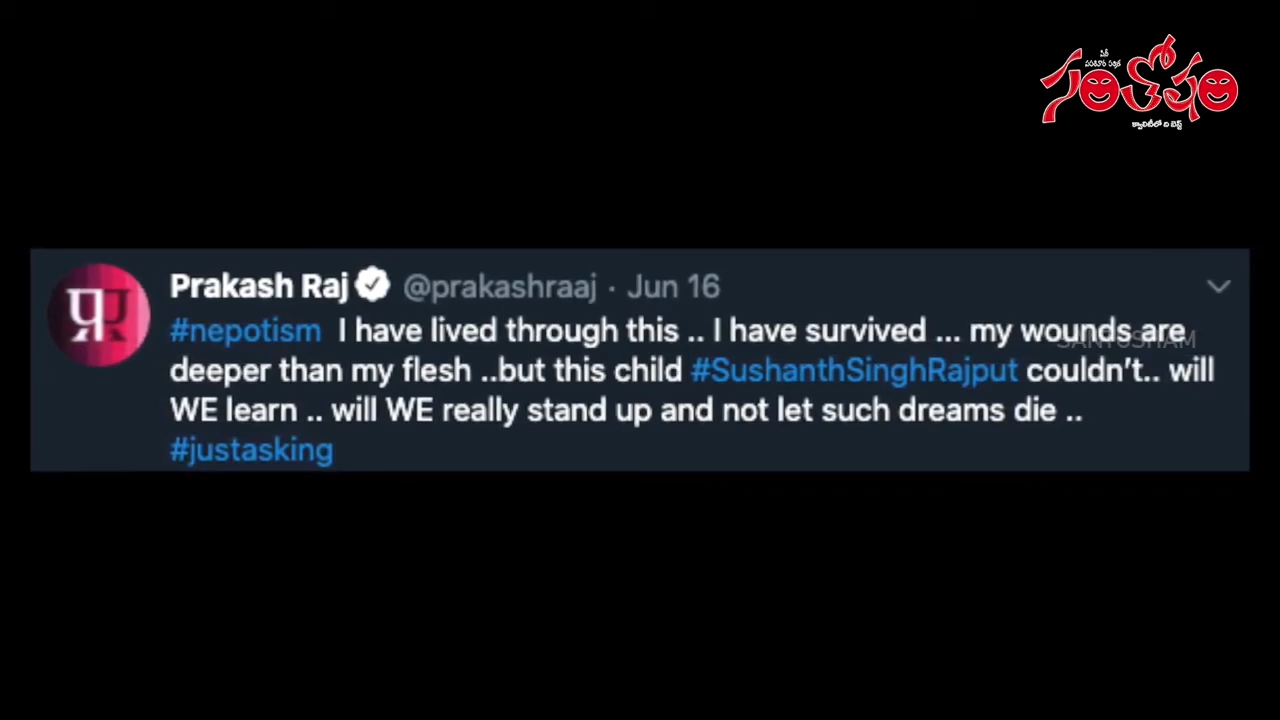 సినీ
వారపత్రిక
సంతోషం
క్వాలిటీలో ది బెస్ట్
Prakash Raj @prakashraaj · Jun 16
#nepotism I have lived through this .. I have survived ... my wounds are
SANTOSHAM
deeper than my flesh ..but this child #SushanthSinghRajput couldn't.. will
WE learn .. will WE really stand up and not let such dreams die ..
#justasking